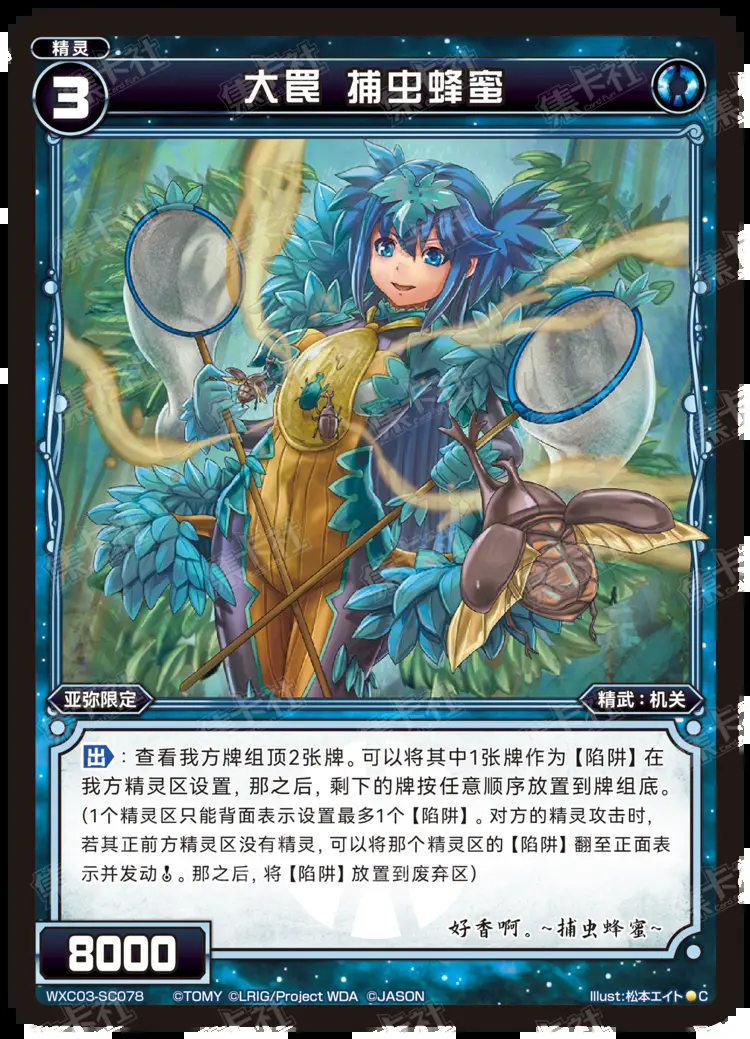 精灵
3
大罠 捕虫蜂蜜
亚弥限定
精武:机关
出:查看我方牌组顶2张牌。可以将其中1张牌作为【陷阱】在
我方精灵区设置,那之后,剩下的牌按任意顺序放置到牌组底。
(1个精灵区只能背面表示设置最多1个【陷阱】。对方的精灵攻击时,
若其正前方精灵区没有精灵,可以将那个精灵区的【陷阱】翻至正面表
示并发动。那之后,将【陷阱】放置到废弃区)
好香啊。~捕虫蜂蜜~
8000
WXC03-SC078 ©TOMY ©LRIG/Project WDA ©JASON
Illust:松本エイト C
集卡社